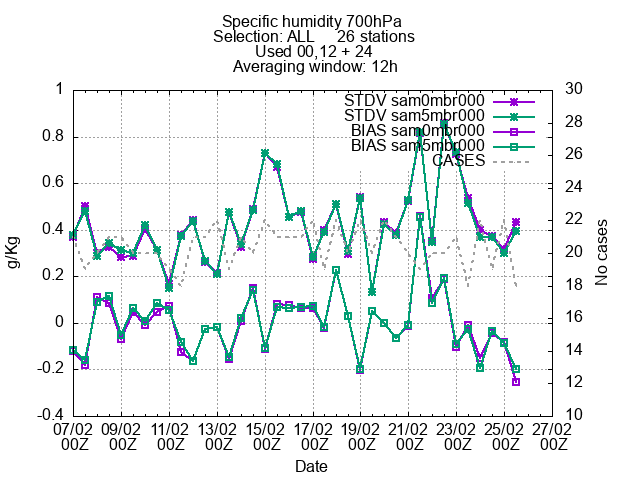 Specific humidity 700hPa
Selection: ALL 26 stations
Used 00,12 + 24
Averaging window: 12h
STDV sam0mbr000
STDV sam5mbr000
BIAS sam0mbr000
BIAS sam5mbr000
CASES
1
0.8
0.6
0.4
0.2
0
-0.2
-0.4
g/Kg
30
28
26
24
22
20
18
16
14
12
10
No cases
07/02 09/02 11/02 13/02 15/02 17/02 19/02 21/02 23/02 25/02 27/02
00Z 00Z 00Z 00Z 00Z 00Z 00Z 00Z 00Z 00Z 00Z
Date